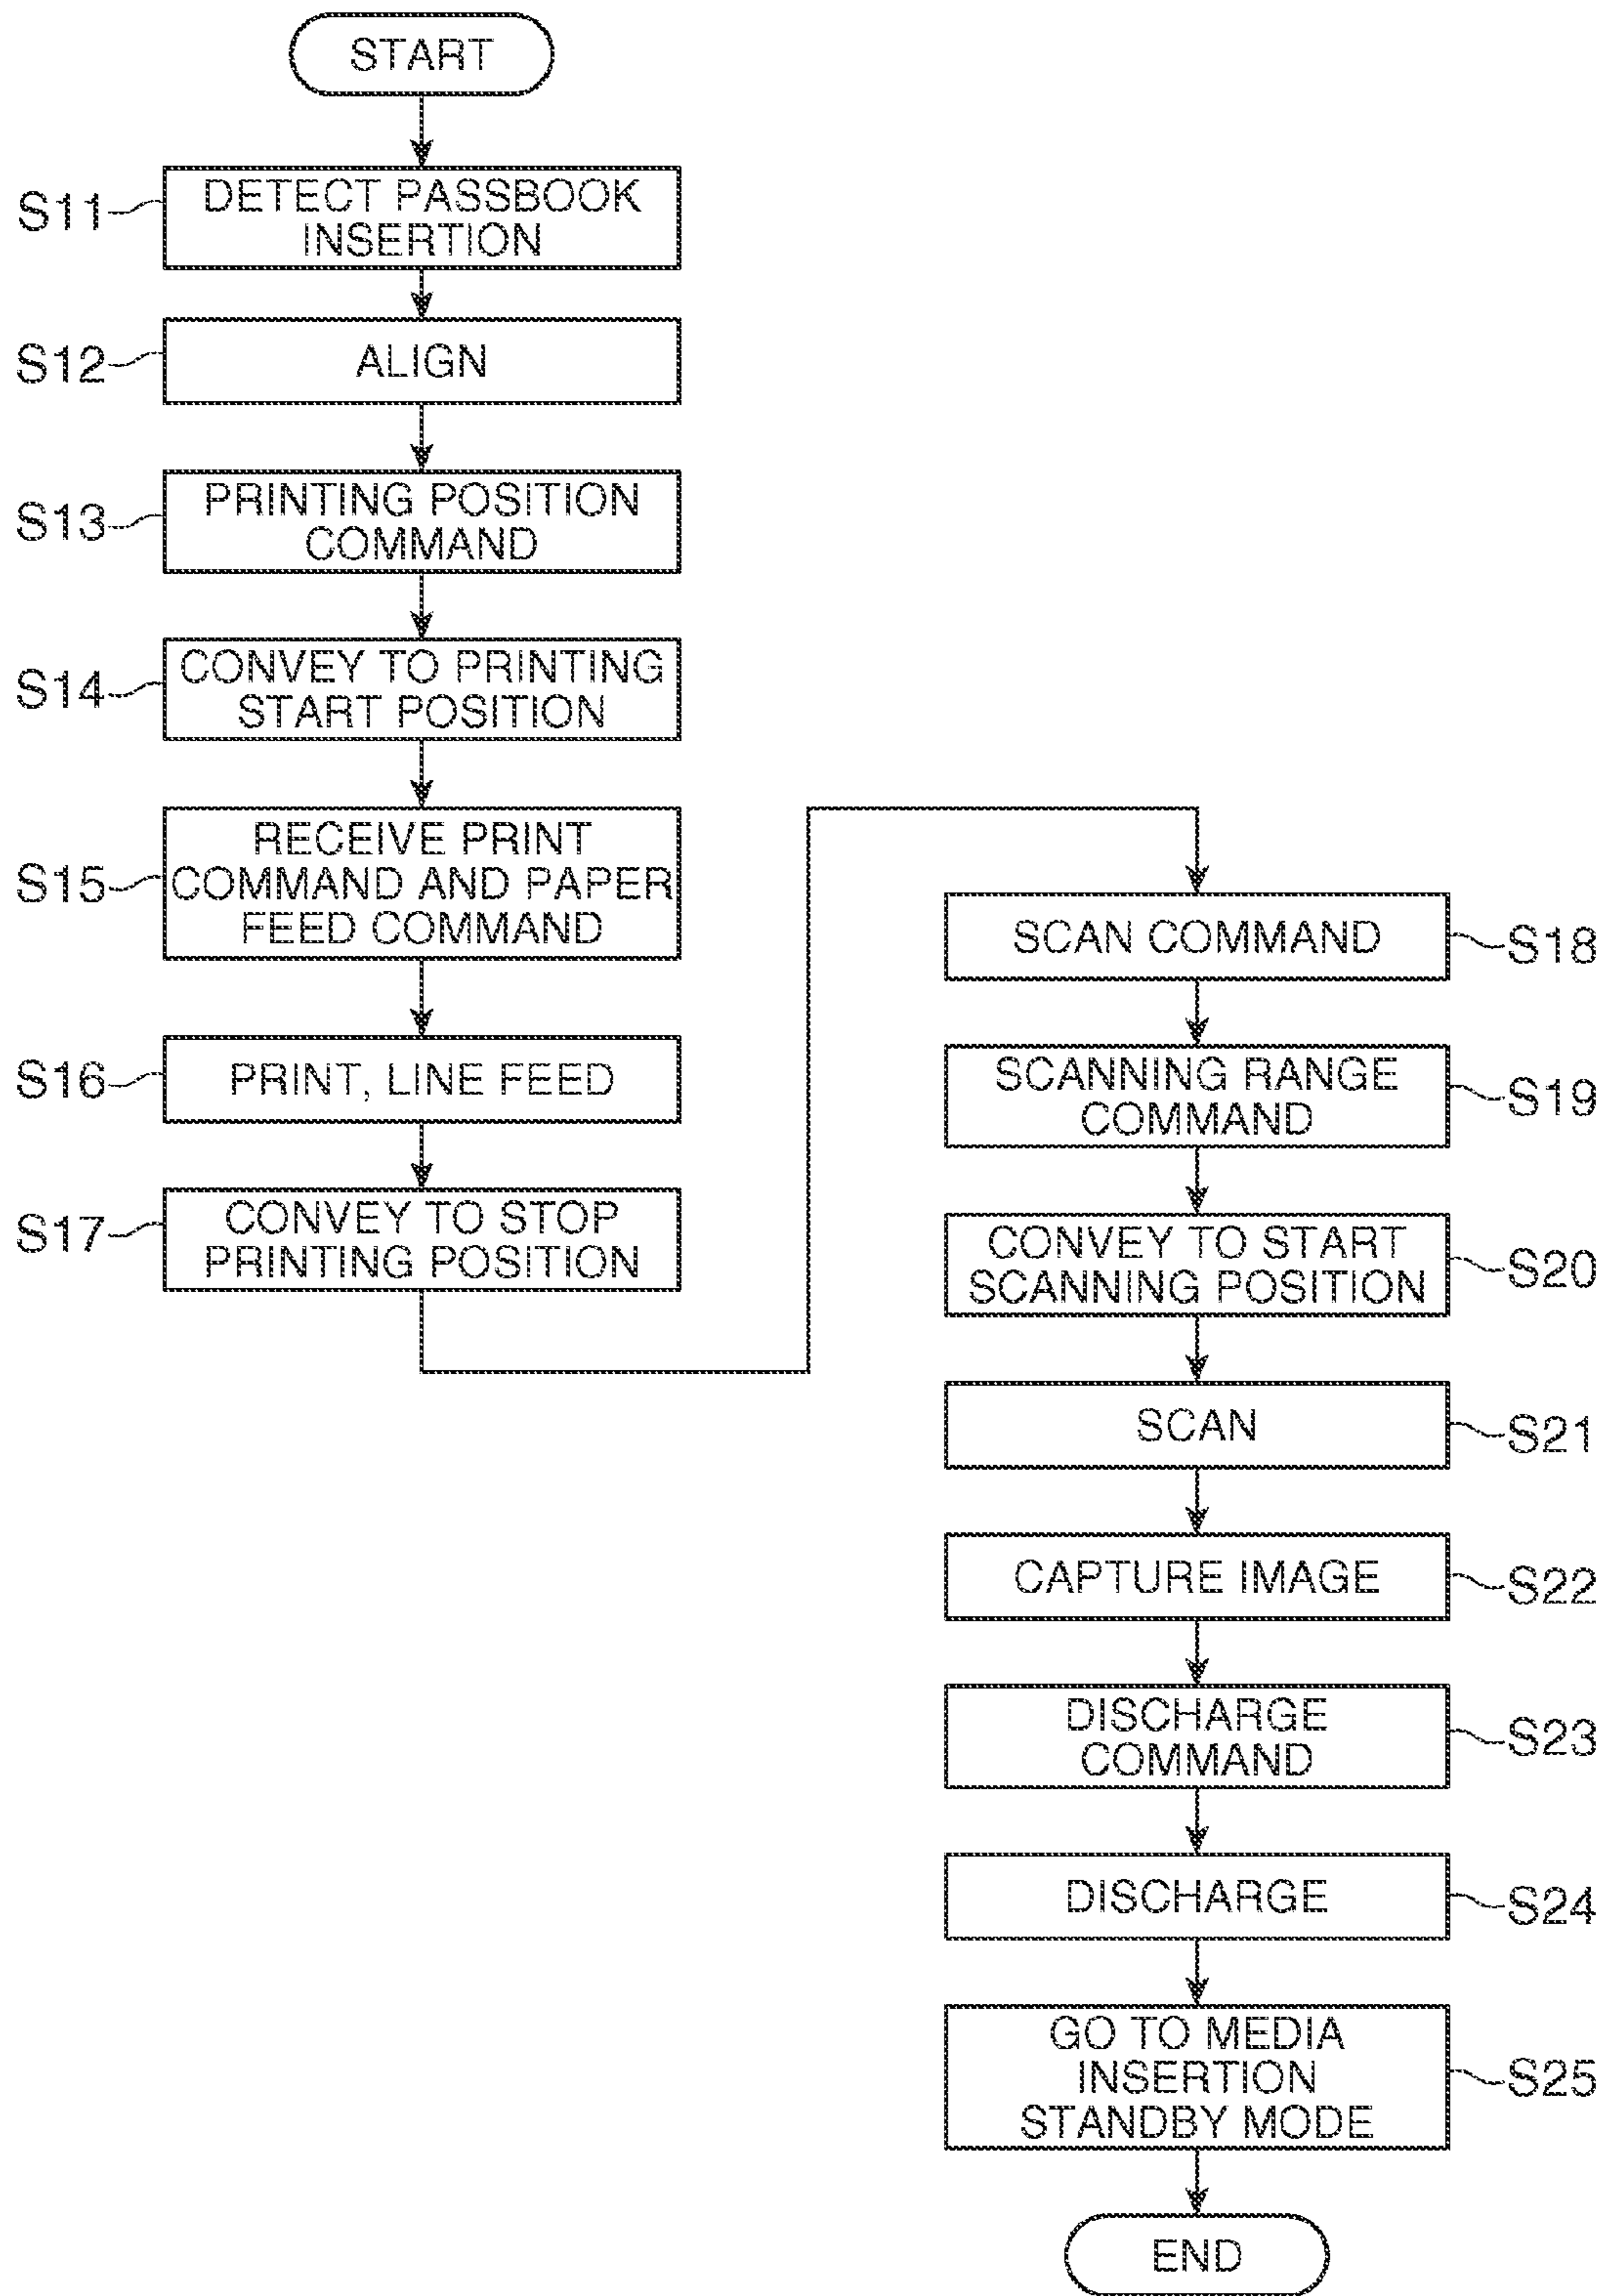 START
S11
DETECT PASSBOOK
INSERTION
S12
ALIGN
S13
PRINTING POSITION
COMMAND
S14
CONVEY TO PRINTING
START POSITION
S15
RECEIVE PRINT
COMMAND AND PAPER
FEED COMMAND
S16
PRINT, LINE FEED
S17
CONVEY TO STOP
PRINTING POSITION
SCAN COMMAND
S18
SCANNING RANGE
COMMAND
S19
CONVEY TO START
SCANNING POSITION
S20
SCAN
S21
CAPTURE IMAGE
S22
DISCHARGE
COMMAND
S23
DISCHARGE
S24
GO TO MEDIA
INSERTION
STANDBY MODE
S25
END